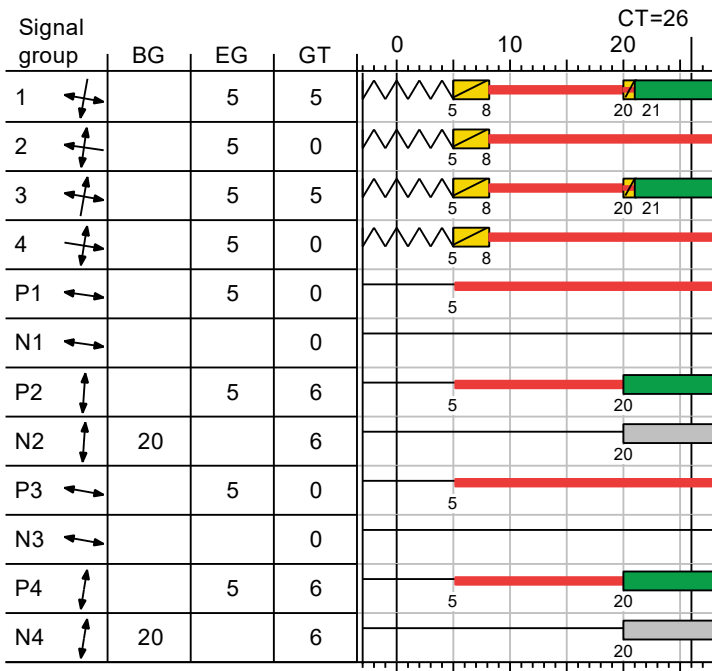 CT=26
Signal
group BG EG GT 0 10 20
1 5 5
5 8 20 21
2 5 0
5 8
3 5 5
5 8 20 21
4 5 0
5 8
P1 5 0
5
N1 0
P2 5 6
5 20
N2 20 6
20
P3 5 0
5
N3 0
P4 5 6
5 20
N4 20 6
20